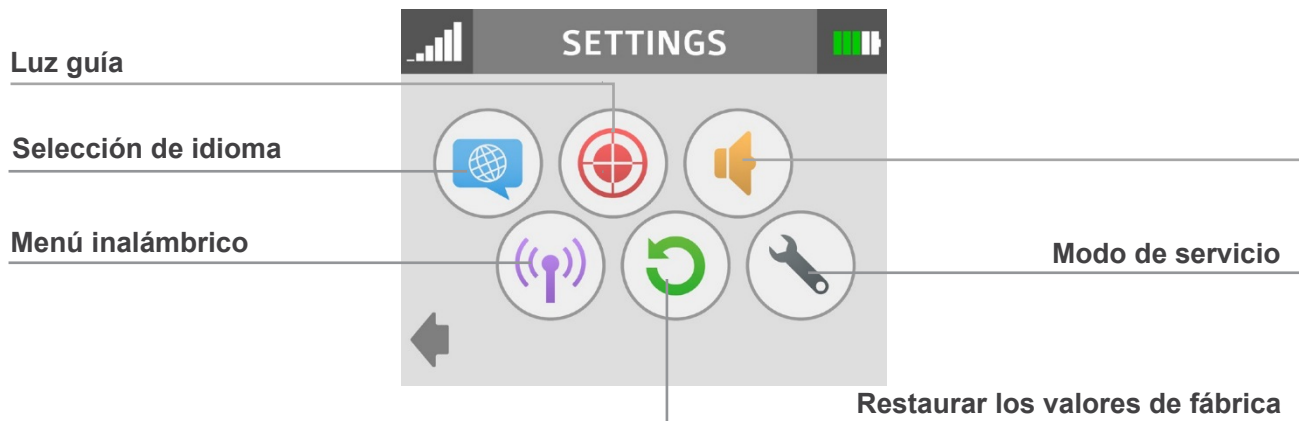 SETTINGS
Luz guía
Selección de idioma
Menú inalámbrico
Modo de servicio
Restaurar los valores de fábrica